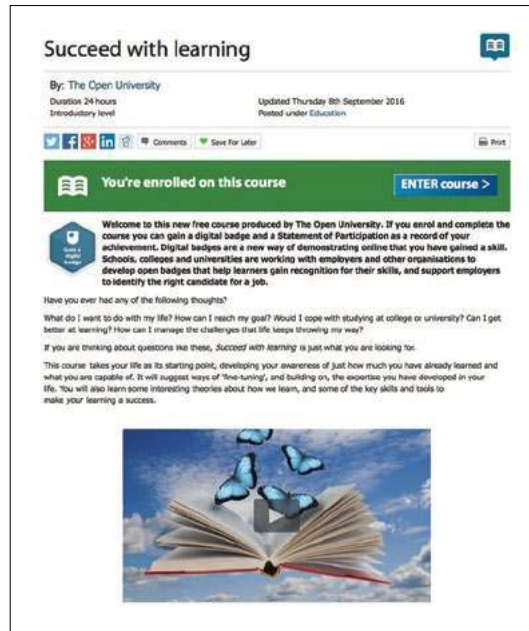 Succeed with learning
By: The Open University
Duration 24 hours
Updated Thursday 8th September 2016
Introductory level
Posted under Education
Comments
Save For Later
Print
You're enrolled on this course
ENTER course >
Gain a
digital
badge
Welcome to this new free course produced by The Open University. If you enrol and complete the
course you can gain a digital badge and a Statement of Participation as a record of your
achievement. Digital badges are a new way of demonstrating online that you have gained a skill.
Schools, colleges and universities are working with employers and other organisations to
develop open badges that help learners gain recognition for their skills, and support employers
to identify the right candidate for a job.
Have you ever had any of the following thoughts?
What do I want to do with my life? How can I reach my goal? Would I cope with studying at college or university? Can I get
better at learning? How can I manage the challenges that life keeps throwing my way?
If you are thinking about questions like these, Succeed with learning is just what you are looking for.
This course takes your life as its starting point, developing your awareness of just how much you have already learned and
what you are capable of. It will suggest ways of 'fine-tuning', and building on, the expertise you have developed in your
life. You will also learn some interesting theories about how we learn, and some of the key skills and tools to
make your learning a success.